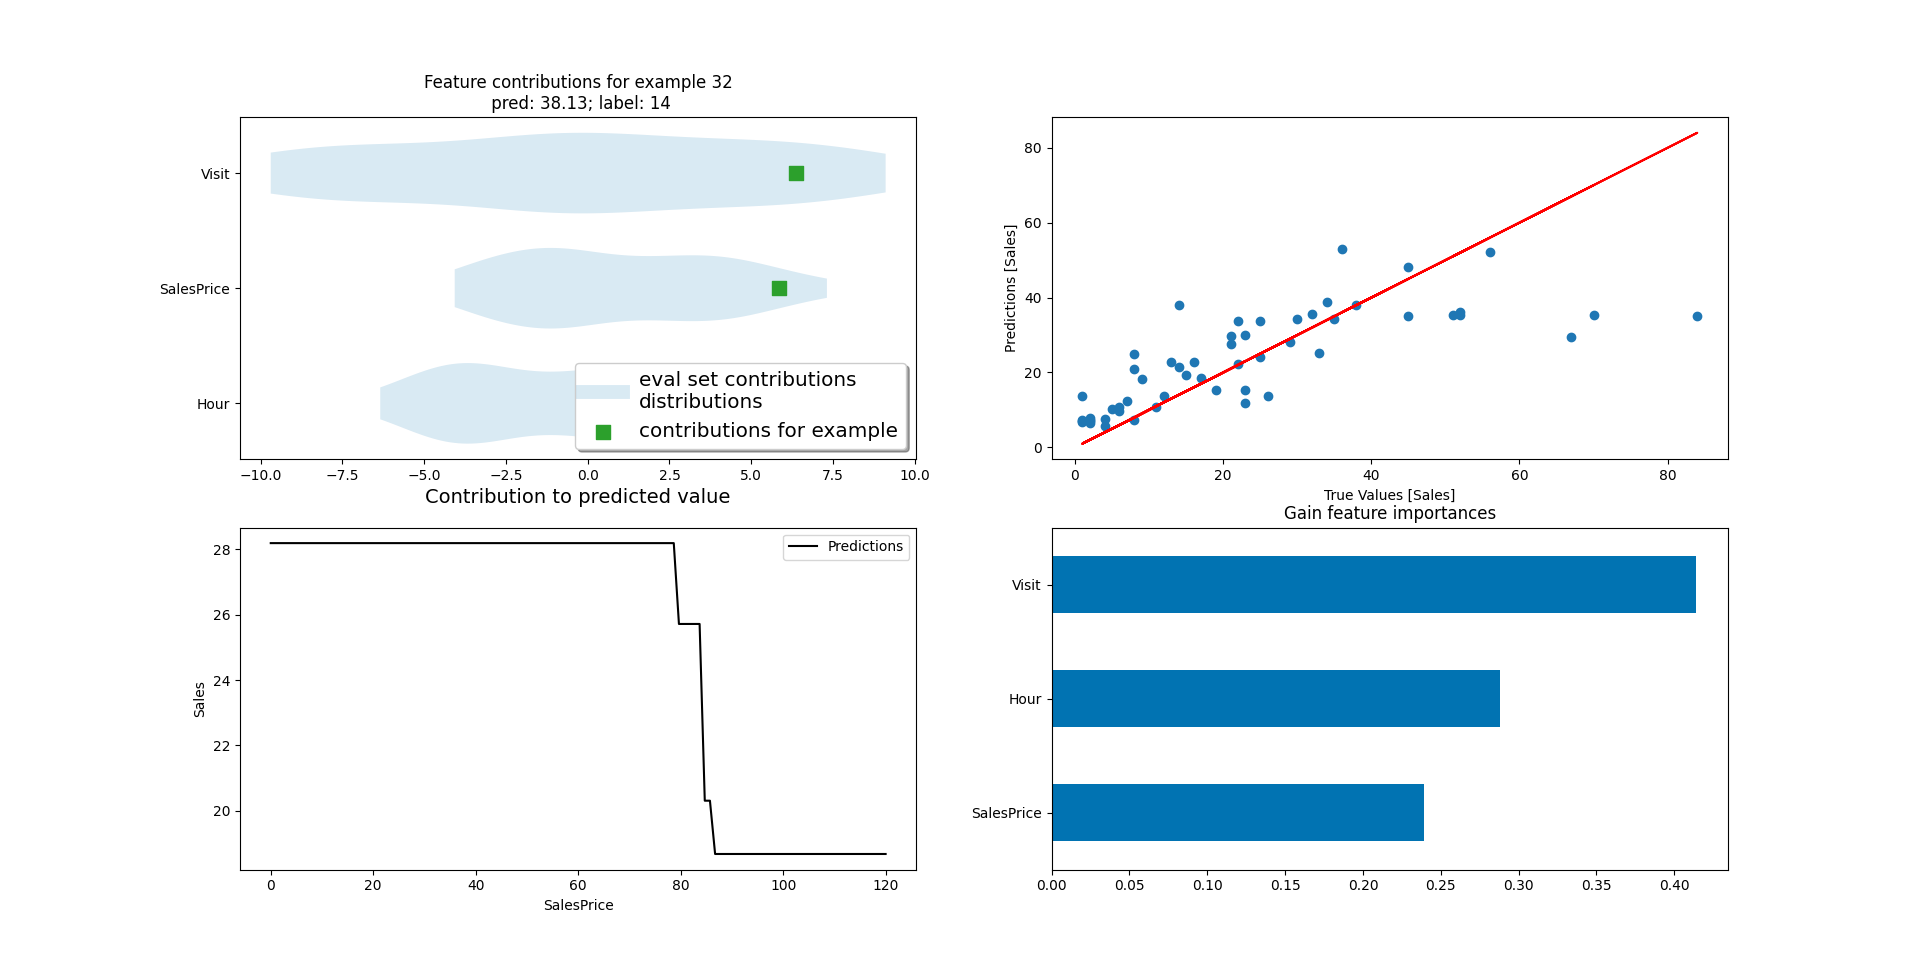 Feature contributions for example 32
pred: 38.13; label: 14
Visit
SalesPrice
Hour
eval set contributions
distributions
contributions for example
−10.0 −7.5 −5.0 −2.5 0.0 2.5 5.0 7.5 10.0
Contribution to predicted value
Predictions [Sales]
80
60
40
20
0
0 20 40 60 80
True Values [Sales]
Sales
28
26
24
22
20
Predictions
0 20 40 60 80 100 120
SalesPrice
Gain feature importances
Visit
Hour
SalesPrice
0.00 0.05 0.10 0.15 0.20 0.25 0.30 0.35 0.40